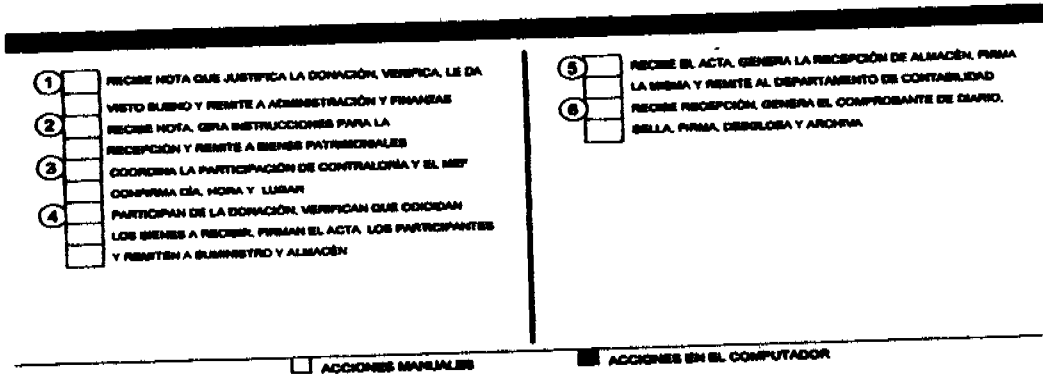 1 RECIBE NOTA QUE JUSTIFICA LA DONACIÓN, VERIFICA, LE DA
VISTO BUENO Y REMITE A ADMINISTRACIÓN Y FINANZAS
2 RECIBE NOTA, GIRA INSTRUCCIONES PARA LA
RECEPCIÓN Y REMITE A BIENES PATRIMONIALES
3 COORDINA LA PARTICIPACIÓN DE CONTRALORÍA Y EL MEF
CONFIRMA DÍA, HORA Y LUGAR
4 PARTICIPAN DE LA DONACIÓN, VERIFICAN QUE COICIDAN
LOS BIENES A RECIBIR, FIRMAN EL ACTA LOS PARTCIPANTES
Y REMITEN A SUMINISTRO Y ALMACÉN
5 RECIBE EL ACTA, GENERA LA RECEPCIÓN DE ALMACÉN, FIRMA
LA MISMA Y REMITE AL DEPARTAMENTO DE CONTABILIDAD
6 RECIBE RECEPCIÓN, GENERA EL COMPROBANTE DE DIARIO,
SELLA, FIRMA, DESGLOSA Y ARCHIVA
ACCIONES MANUALES
ACCIONES EN EL COMPUTADOR